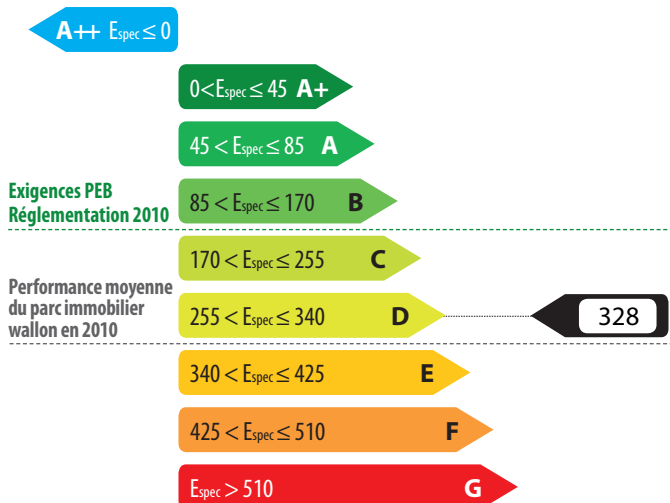 A++ Espec ≤ 0
0<Espec ≤ 45 A+
45 < Espec ≤ 85 A
Exigences PEB
Réglementation 2010
85 < Espec ≤ 170 B
170 < Espec ≤ 255 C
Performance moyenne
du parc immobilier
wallon en 2010
255 < Espec ≤ 340 D
328
340 < Espec ≤ 425 E
425 < Espec ≤ 510 F
Espec > 510 G